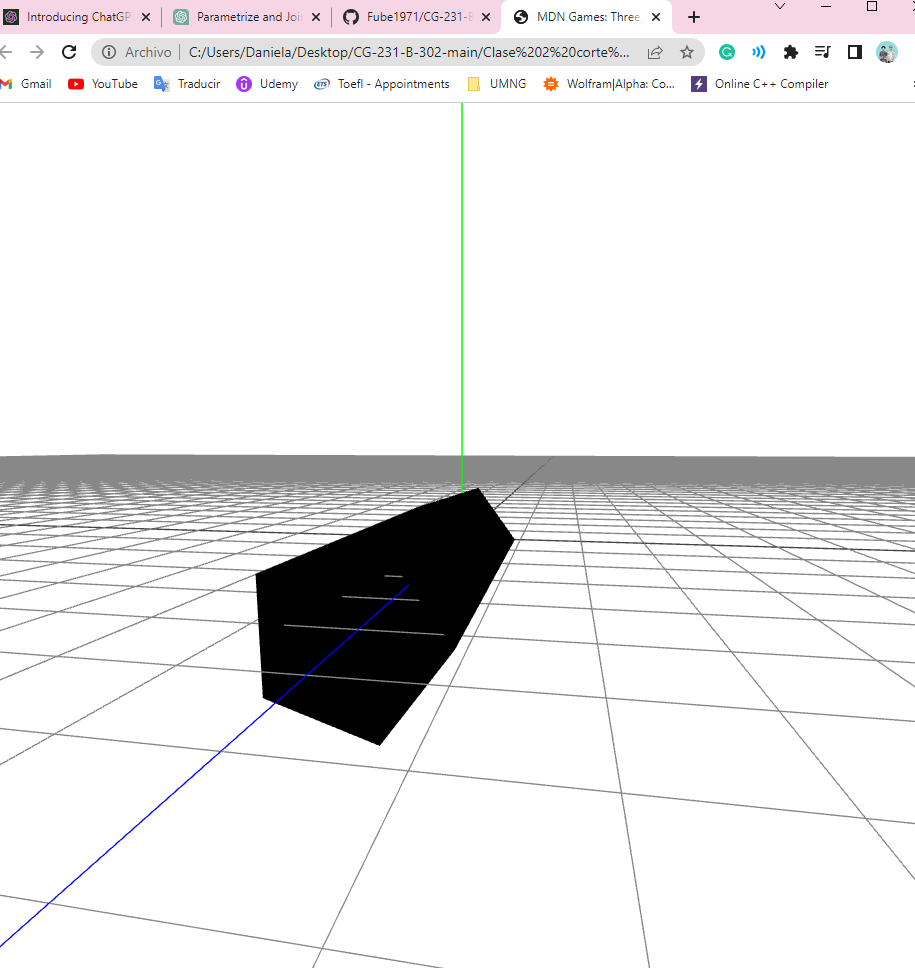 Introducing ChatGP
Parametrize and Joi
Fube1971/CG-231-B
MDN Games: Three.
Archivo
C:/Users/Daniela/Desktop/CG-231-B-302-main/Clase%202%20corte%...
Gmail
YouTube
Traducir
Udemy
Toefl - Appointments
UMNG
Wolfram|Alpha: Co...
Online C++ Compiler